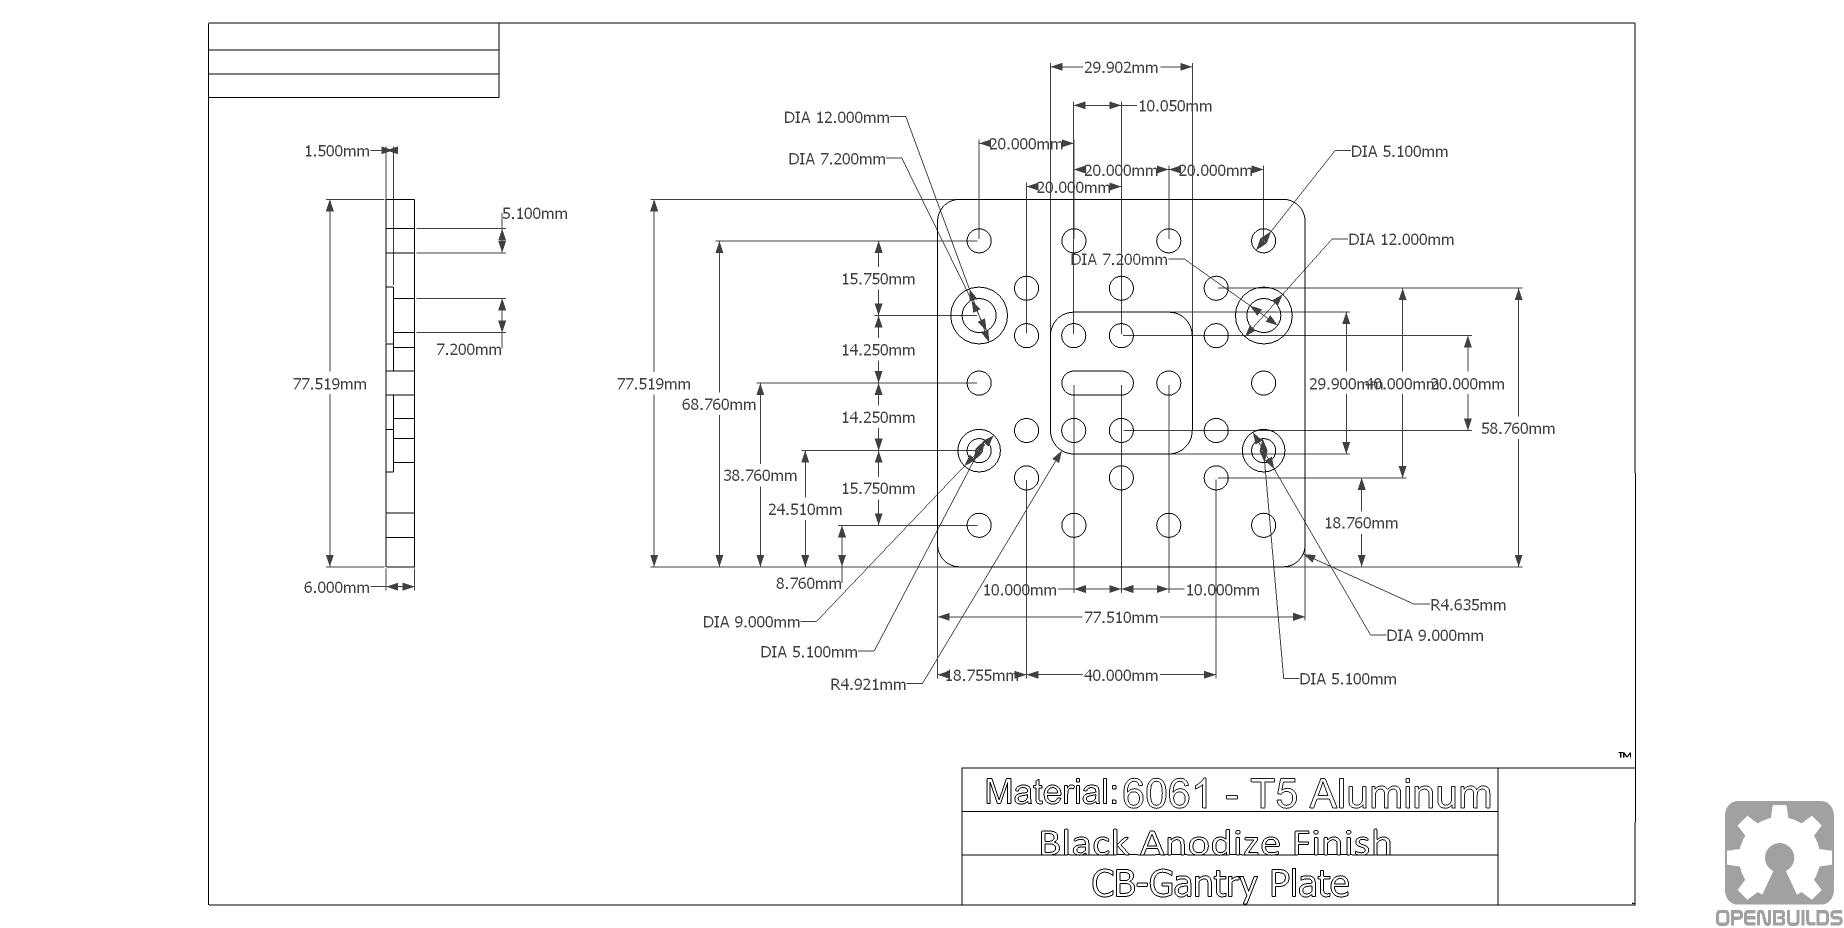 29.902mm
10.050mm
DIA 12.000mm
20.000mm
1.500mm
DIA 7.200mm
DIA 5.100mm
20.000mm
20.000mm
20.000mm
5.100mm
DIA 12.000mm
DIA 7.200mm
15.750mm
7.200mm
14.250mm
77.519mm
77.519mm
29.900mm
40.000mm
20.000mm
68.760mm
14.250mm
58.760mm
38.760mm
15.750mm
24.510mm
18.760mm
8.760mm
6.000mm
10.000mm
10.000mm
R4.635mm
77.510mm
DIA 9.000mm
DIA 9.000mm
DIA 5.100mm
18.755mm
40.000mm
DIA 5.100mm
R4.921mm
TM
Material: 6061 - T5 Aluminum
Black Anodize Finish
CB-Gantry Plate
OPENBUILDS